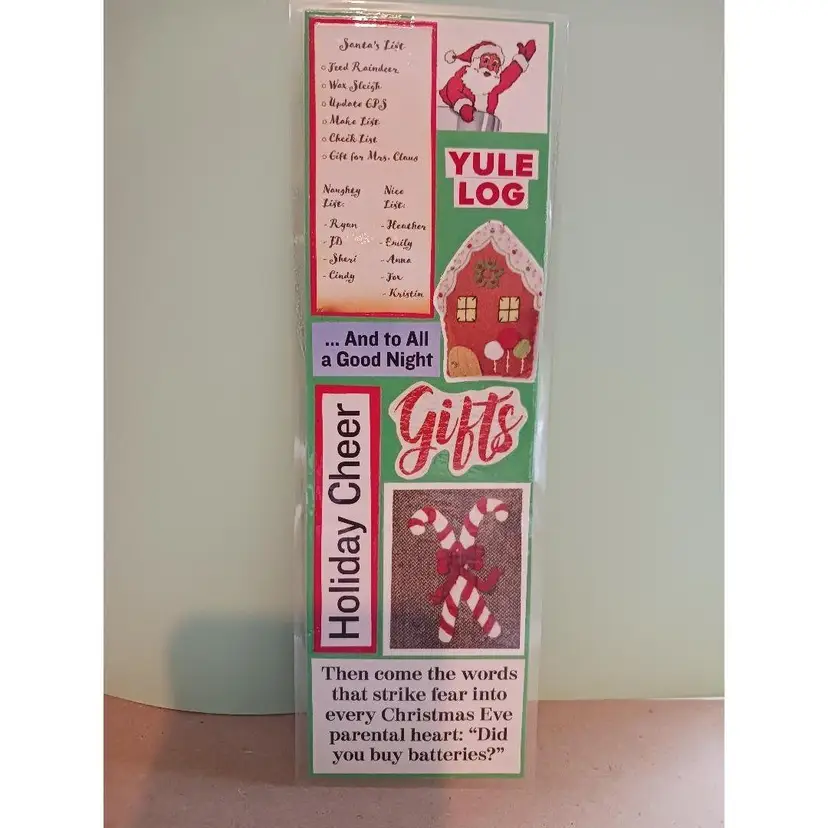 Santa's List
Feed Raindeer
Wax Sleigh
Update GPS
Make List
Check List
Gift for Mrs. Claus
Naughty
List:
- Ryan
- JD
- Sheri
- Cindy
Nice
List:
- Heather
- Emily
- Anna
- Fox
- Kristin
YULE
LOG
... And to All
a Good Night
Gifts
Holiday Cheer
Then come the words
that strike fear into
every Christmas Eve
parental heart: “Did
you buy batteries?”